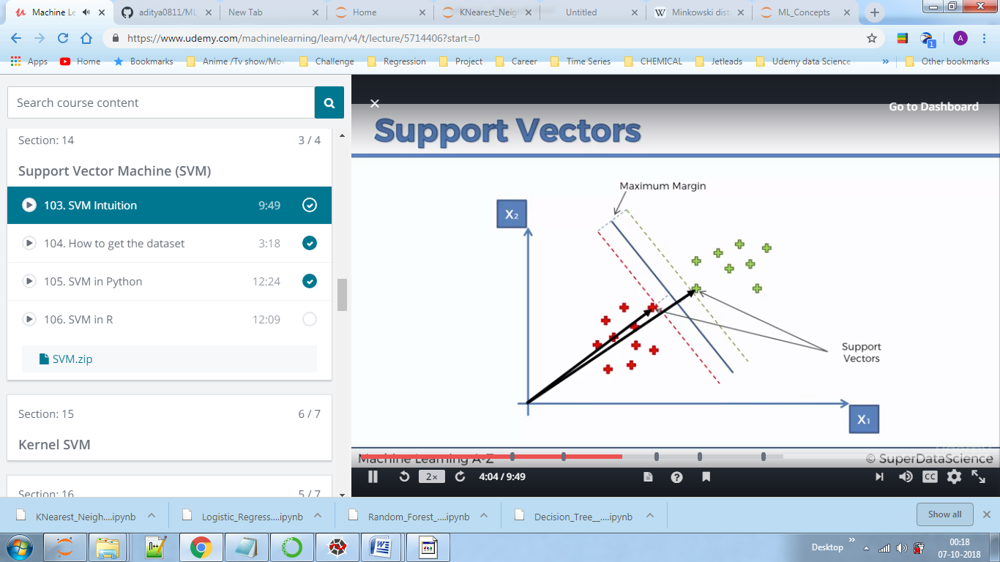 Machine Le
aditya0811/ML_
New Tab
Home
KNearest_Neigh
Untitled
Minkowski dist
ML_Concepts
https://www.udemy.com/machinelearning/learn/v4/t/lecture/5714406?start=0
A
1
Apps
Home
Bookmarks
Anime /Tv show/Mov
Challenge
Regression
Project
Career
Time Series
CHEMICAL
Jetleads
Udemy data Science
»
Other bookmarks
Search course content
Section: 14
3 / 4
Support Vector Machine (SVM)
103. SVM Intuition
9:49
104. How to get the dataset
3:18
105. SVM in Python
12:24
106. SVM in R
12:09
SVM.zip
Section: 15
6 / 7
Kernel SVM
Section: 16
5 / 7
Go to Dashboard
Support Vectors
Maximum Margin
X2
Support
Vectors
X1
Machine Learning A-Z
© SuperDataScience
2×
4:04 / 9:49
CC
KNearest_Neigh....ipynb
Logistic_Regress....ipynb
Random_Forest_....ipynb
Decision_Tree__....ipynb
Show all
Desktop
»
00:18
07-10-2018